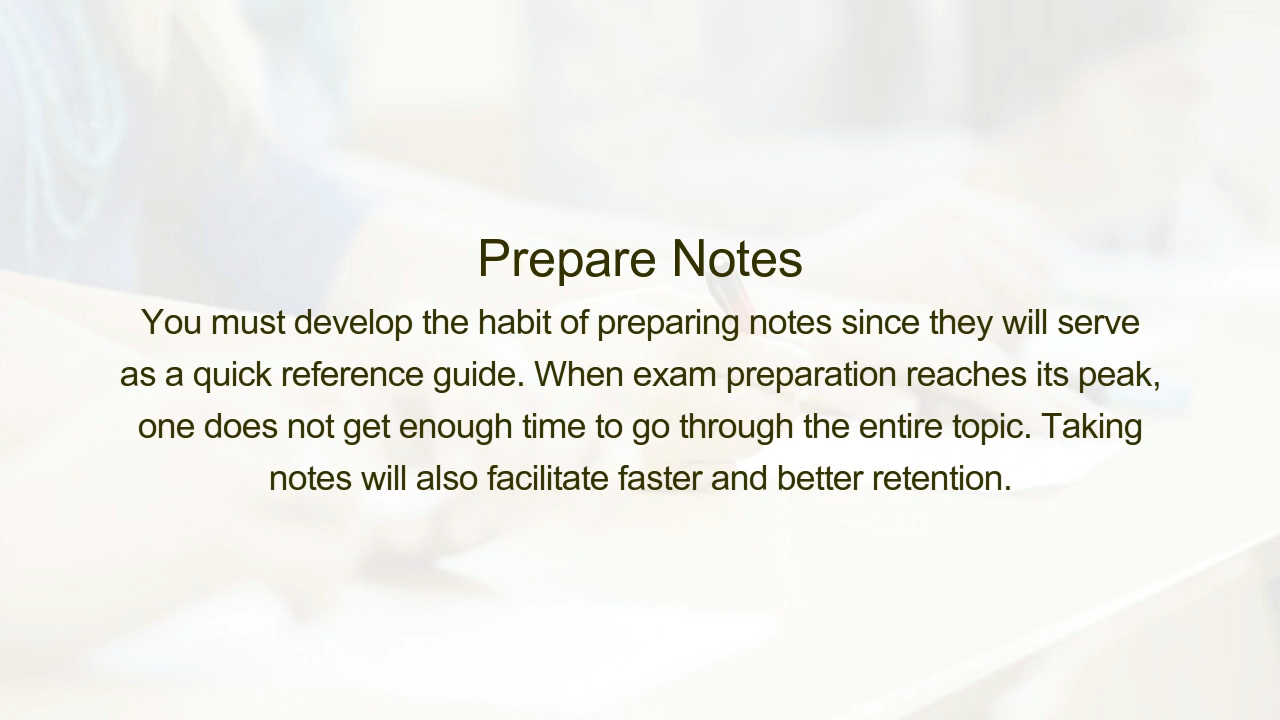 Prepare Notes
You must develop the habit of preparing notes since they will serve
as a quick reference guide. When exam preparation reaches its peak,
one does not get enough time to go through the entire topic. Taking
notes will also facilitate faster and better retention.